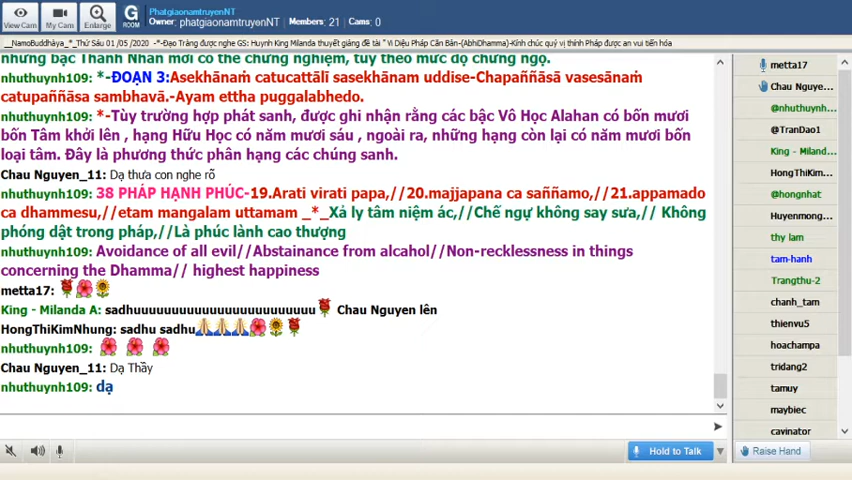 PhatgiaonamtruyenNT
Owner: phatgiaonamtruyenNT Members: 21 Cams: 0
View Cam
My Cam
Enlarge
G
ROOM
__NamoBuddhàya_*_Thứ Sáu 01 /05 /2020 -*-Đạo Tràng được nghe GS: Huynh King Milanda thuyết giảng đề tài " Vi Diệu Pháp Căn Bản-(AbhiDhamma)-Kính chúc quý vị thính Pháp được an vui tiến hóa
những bậc Thánh Nhân mới có thể chứng nghiệm, tùy theo mức độ chứng ngộ.
nhuthuynh109: *-ĐOẠN 3:Asekhānaṁ catucattālī sasekhānam uddise-Chapaññāsa vasesānaṁ
catupaññāsa sambhavā.-Ayam ettha puggalabhedo.
nhuthuynh109: *-Tùy trường hợp phát sanh, được ghi nhận rằng các bậc Vô Học Alahan có bốn mươi
bốn Tâm khởi lên , hạng Hữu Học có năm mươi sáu , ngoài ra, những hạng còn lại có năm mươi bốn
loại tâm. Đây là phương thức phân hạng các chúng sanh.
Chau Nguyen_11: Dạ thưa con nghe rõ
nhuthuynh109: 38 PHÁP HẠNH PHÚC-19.Arati virati papa,//20.majjapana ca saññamo,//21.appamado
ca dhammesu,//etam mangalam uttamam _*_Xả ly tâm niệm ác,//Chế ngự không say sưa,// Không
phóng dật trong pháp,//Là phúc lành cao thượng
nhuthuynh109: Avoidance of all evil//Abstainance from alcahol//Non-recklessness in things
concerning the Dhamma// highest happiness
metta17:
King - Milanda A: sadhuuuuuuuuuuuuuuuuuuuuuuuu Chau Nguyen lên
HongThiKimNhung: sadhu sadhu
nhuthuynh109:
Chau Nguyen_11: Dạ Thầy
nhuthuynh109: dạ
metta17
Chau Nguye...
@nhuthuynh...
@TranDao1
King - Miland...
HongThiKim...
@hongnhat
Huyenmong...
thy lam
tam-hanh
Trangthu-2
chanh_tam
thienvu5
hoachampa
tridang2
tamuy
maybiec
cavinator
Hold to Talk
Raise Hand